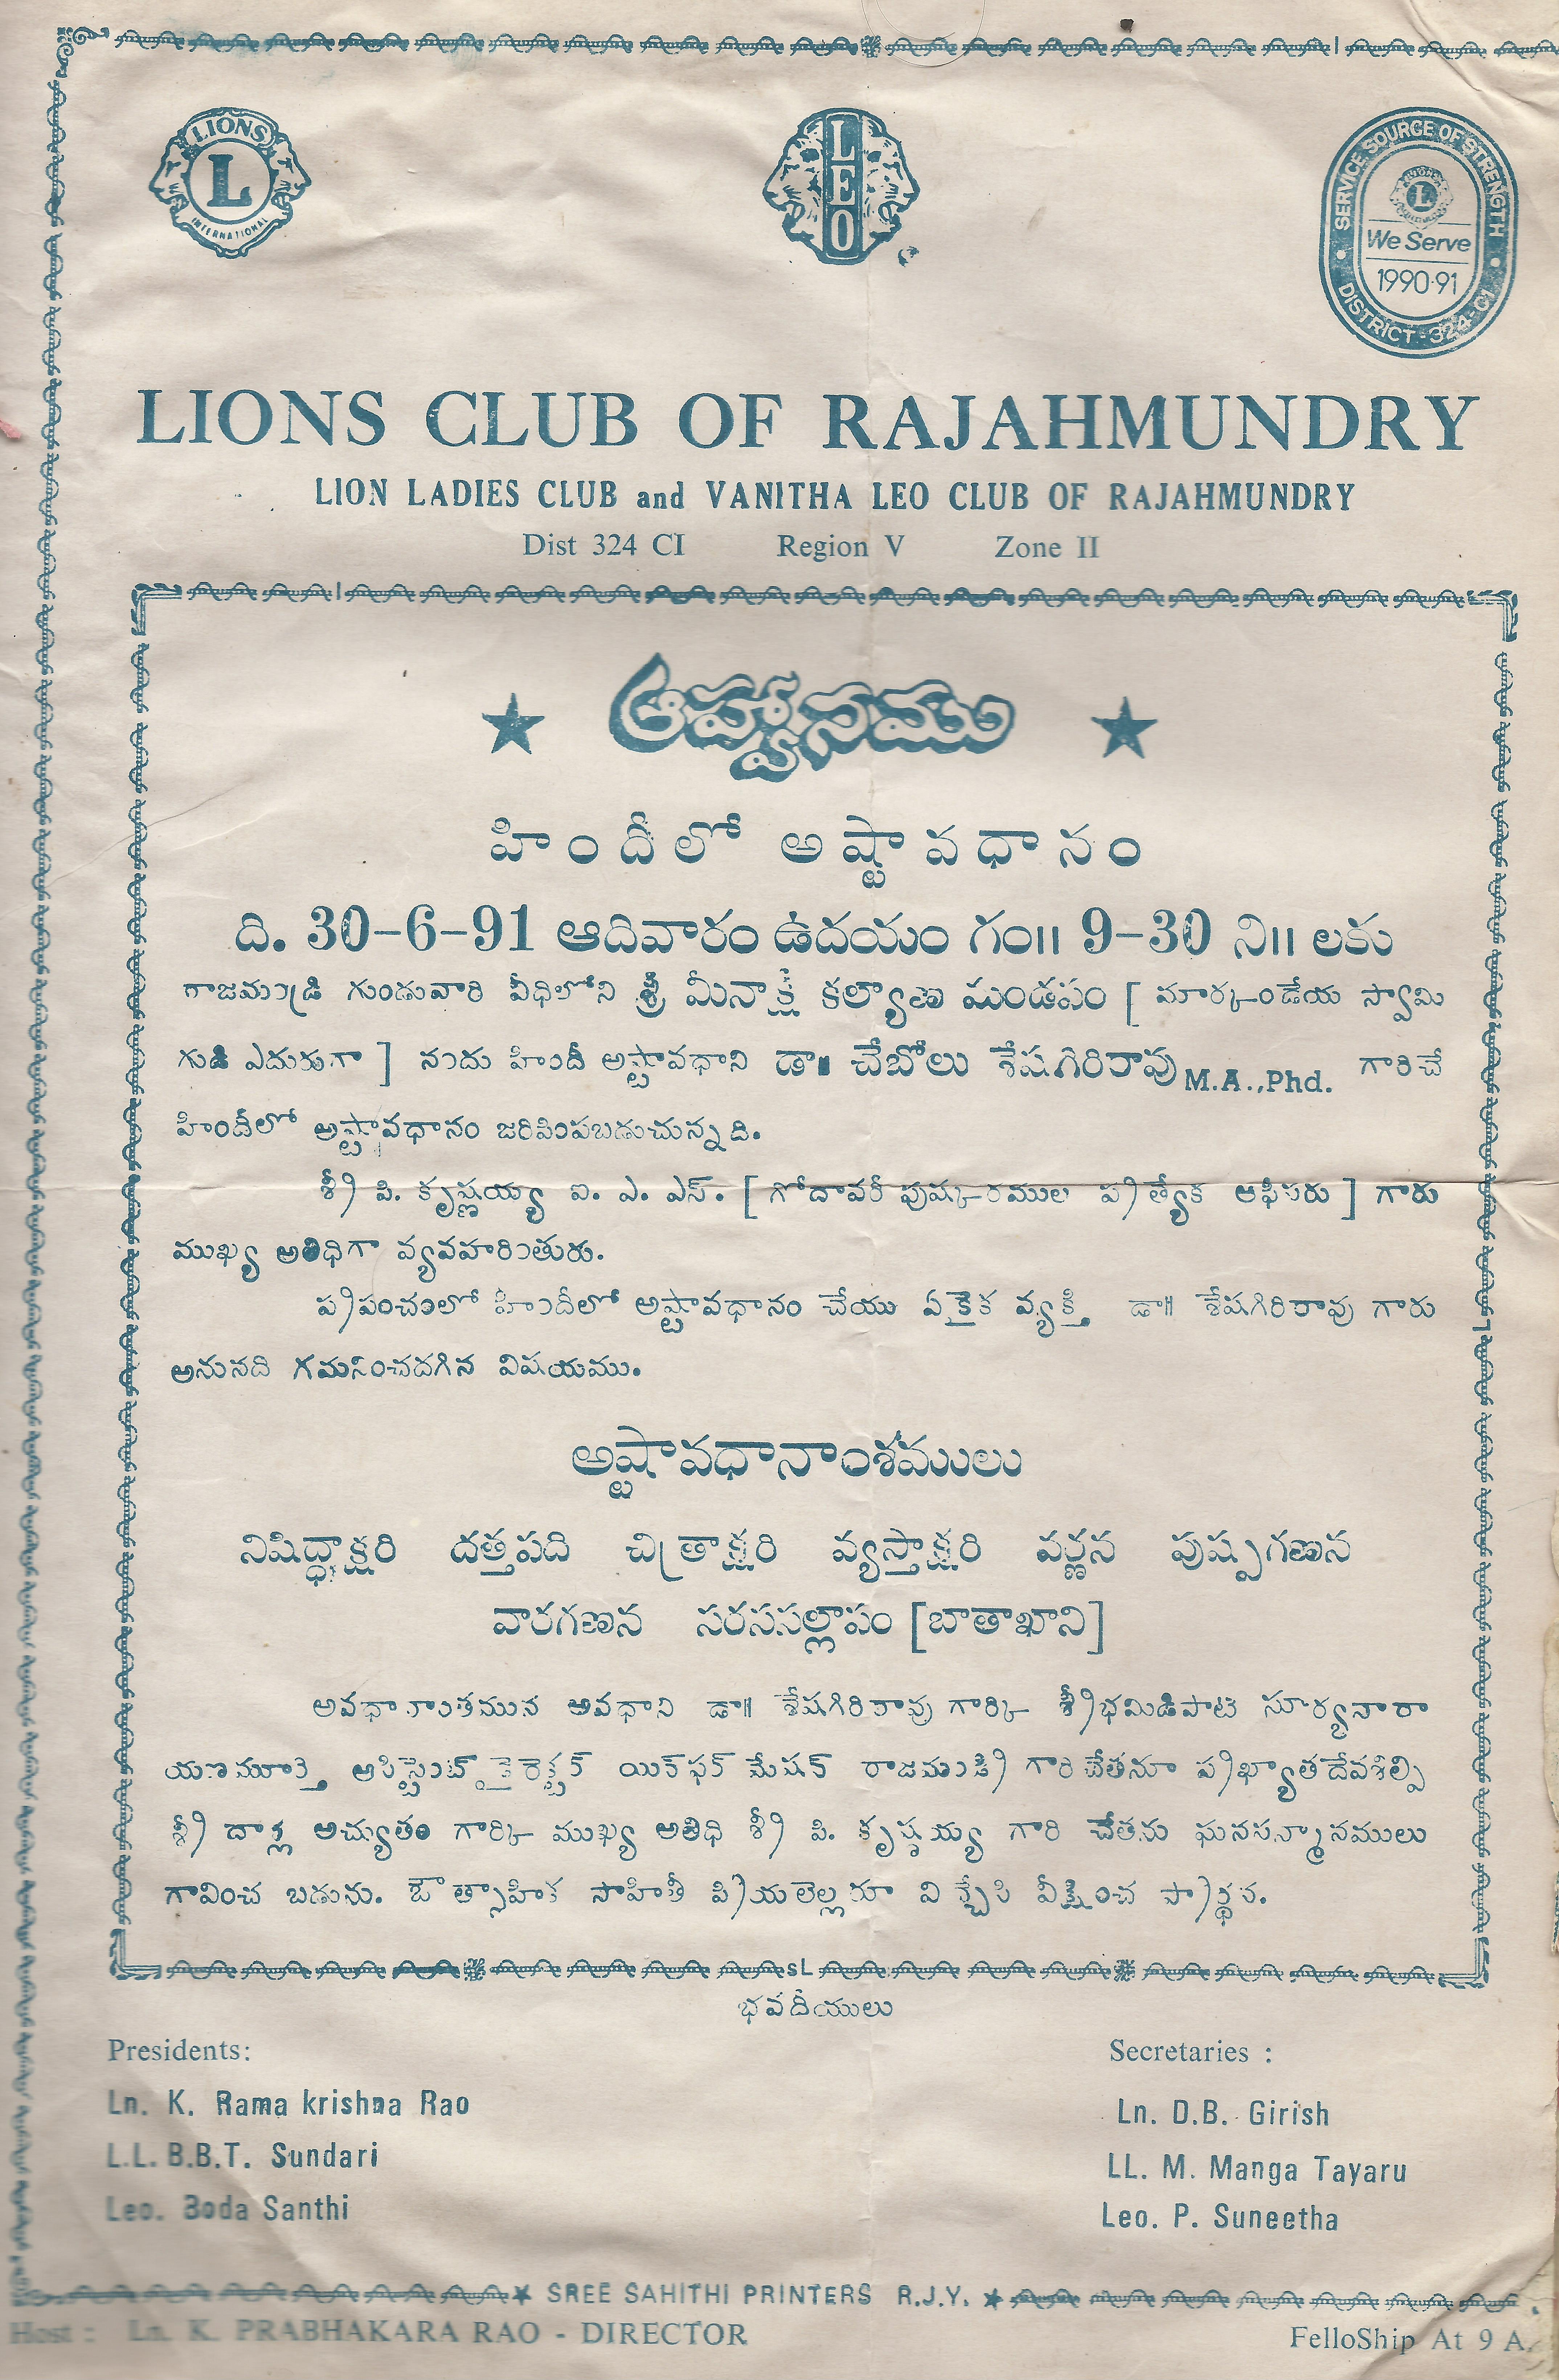 LIONS
L
INTERNATIONAL
LEO
SERVICE SOURCE OF STRENGTH
We Serve
1990-91
DISTRICT-324-C1
LIONS CLUB OF RAJAHMUNDRY
LION LADIES CLUB and VANITHA LEO CLUB OF RAJAHMUNDRY
Dist 324 CI Region V Zone II
ఆహ్వానము
హిందీలో అష్టావధానం
ది. 30-6-91 ఆదివారం ఉదయం గం॥ 9-30 ని॥ లకు
రాజమండ్రి గుండువారి వీధిలోని శ్రీ మీనాక్షి కల్యాణ మండపం [ మార్కండేయ స్వామి
గుడి ఎదురుగా ] నందు హిందీ అష్టావధాని డా॥ చేబోలు శేషగిరిరావు M.A.,Phd. గారిచే
హిందీలో అష్టావధానం జరిపింపబడుచున్నది.
శ్రీ పి. కృష్ణయ్య ఐ. ఎ. ఎస్. [ గోదావరీ పుష్కరముల ప్రత్యేక ఆఫీసరు ] గారు
ముఖ్య అతిధిగా వ్యవహరింతురు.
ప్రపంచంలో హిందీలో అష్టావధానం చేయు ఏకైక వ్యక్తి డా॥ శేషగిరిరావు గారు
అనునది గమనించదగిన విషయము.
అష్టావధానాంశములు
నిషిద్ధాక్షరి దత్తపది చిత్రాక్షరి వ్యస్తాక్షరి వర్ణన పుష్పగణన
వారగణన సరససల్లాపం [బాతాఖాని]
అవధానాంతమున అవధాని డా॥ శేషగిరిరావు గార్కి శ్రీభమిడిపాటి సూర్యనారా
యణమూర్తి అసిస్టెంట్ డైరెక్టర్ యిన్‌ఫర్మేషన్ రాజమండ్రి గారిచేతనూ ప్రఖ్యాతదేవశిల్పి
శ్రీ దార్ల అచ్యుతం గార్కి ముఖ్య అతిధి శ్రీ పి. కృష్ణయ్య గారి చేతను ఘనసన్మానములు
గావించ బడును. ఔత్సాహిక సాహితీ ప్రియలెల్లరూ విచ్చేసి వీక్షించ ప్రార్థన.
SL
భవదీయులు
Presidents: Secretaries :
Ln. K. Rama krishna Rao Ln. D.B. Girish
L.L. B.B.T. Sundari LL. M. Manga Tayaru
Leo. Boda Santhi Leo. P. Suneetha
SREE SAHITHI PRINTERS R.J.Y.
Host : Ln. K. PRABHAKARA RAO - DIRECTOR FelloShip At 9 A.